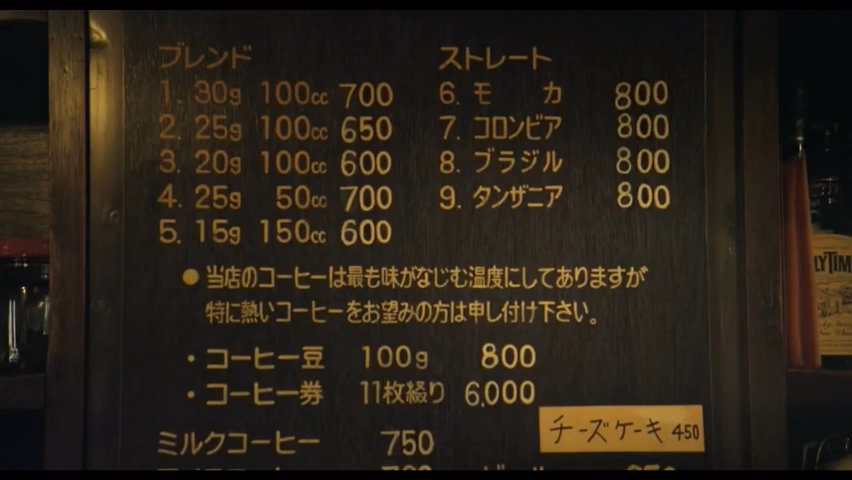 ブレンド
1. 30g 100cc 700
2. 25g 100cc 650
3. 20g 100cc 600
4. 25g 50cc 700
5. 15g 150cc 600
ストレート
6. モカ 800
7. コロンビア 800
8. ブラジル 800
9. タンザニア 800
●当店のコーヒーは最も味がなじむ温度にしてありますが
特に熱いコーヒーをお望みの方は申し付け下さい。
・コーヒー豆 100g 800
・コーヒー券 11枚綴り 6,000
ミルクコーヒー 750
チーズケーキ 450